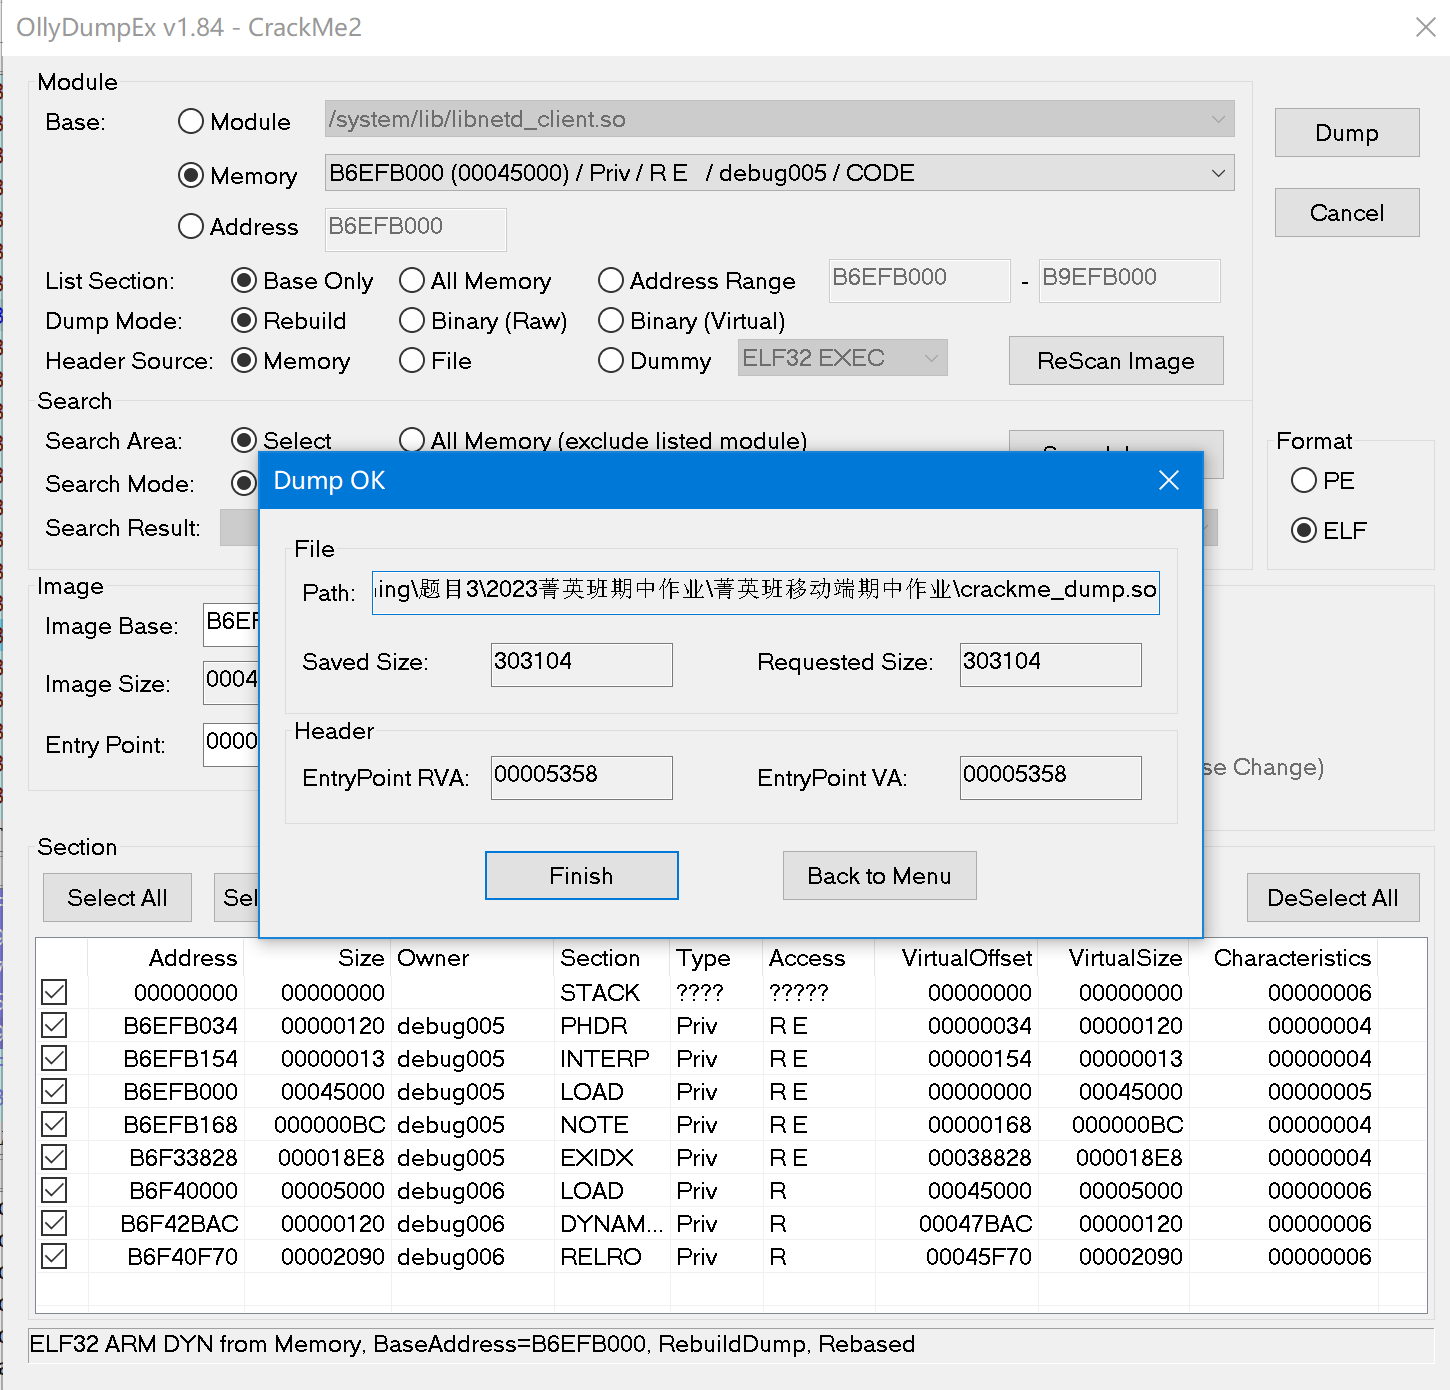 OllyDumpEx v1.84 - CrackMe2
Module
Base: Module /system/lib/libnetd_client.so
Dump
Memory B6EFB000 (00045000) / Priv / R E / debug005 / CODE
Cancel
Address B6EFB000
List Section: Base Only All Memory Address Range B6EFB000 - B9EFB000
Dump Mode: Rebuild Binary (Raw) Binary (Virtual)
Header Source: Memory File Dummy ELF32 EXEC ReScan Image
Search
Search Area: Select All Memory (exclude listed module)
Format
PE
ELF
Search Mode:
Search Result:
Dump OK
File
Path: ing\题目3\2023菁英班期中作业\菁英班移动端期中作业\crackme_dump.so
Saved Size: 303104 Requested Size: 303104
Header
EntryPoint RVA: 00005358 EntryPoint VA: 00005358
Finish Back to Menu
Image
Image Base: B6EF
Image Size: 0004
Entry Point: 0000
se Change)
Section
Select All Sel DeSelect All
Address Size Owner Section Type Access VirtualOffset VirtualSize Characteristics
00000000 00000000 STACK ???? ????? 00000000 00000000 00000006
B6EFB034 00000120 debug005 PHDR Priv R E 00000034 00000120 00000004
B6EFB154 00000013 debug005 INTERP Priv R E 00000154 00000013 00000004
B6EFB000 00045000 debug005 LOAD Priv R E 00000000 00045000 00000005
B6EFB168 000000BC debug005 NOTE Priv R E 00000168 000000BC 00000004
B6F33828 000018E8 debug005 EXIDX Priv R E 00038828 000018E8 00000004
B6F40000 00005000 debug006 LOAD Priv R 00045000 00005000 00000006
B6F42BAC 00000120 debug006 DYNAM... Priv R 00047BAC 00000120 00000006
B6F40F70 00002090 debug006 RELRO Priv R 00045F70 00002090 00000006
ELF32 ARM DYN from Memory, BaseAddress=B6EFB000, RebuildDump, Rebased